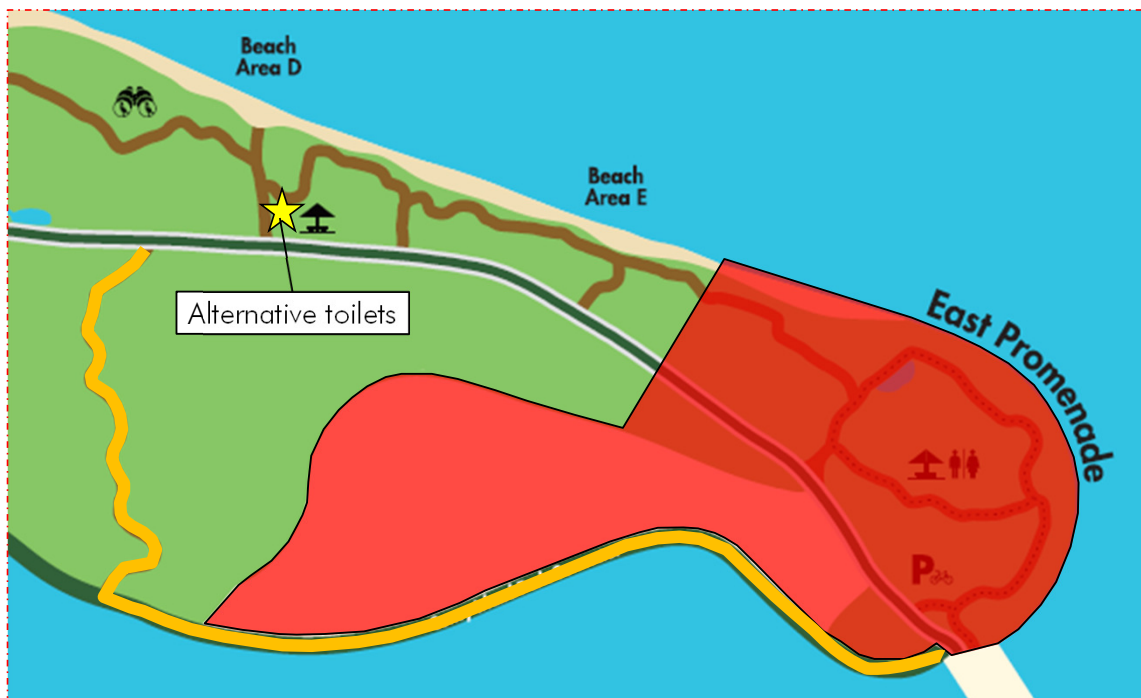 Beach
Area D
Beach
Area E
Alternative toilets
East Promenade
P